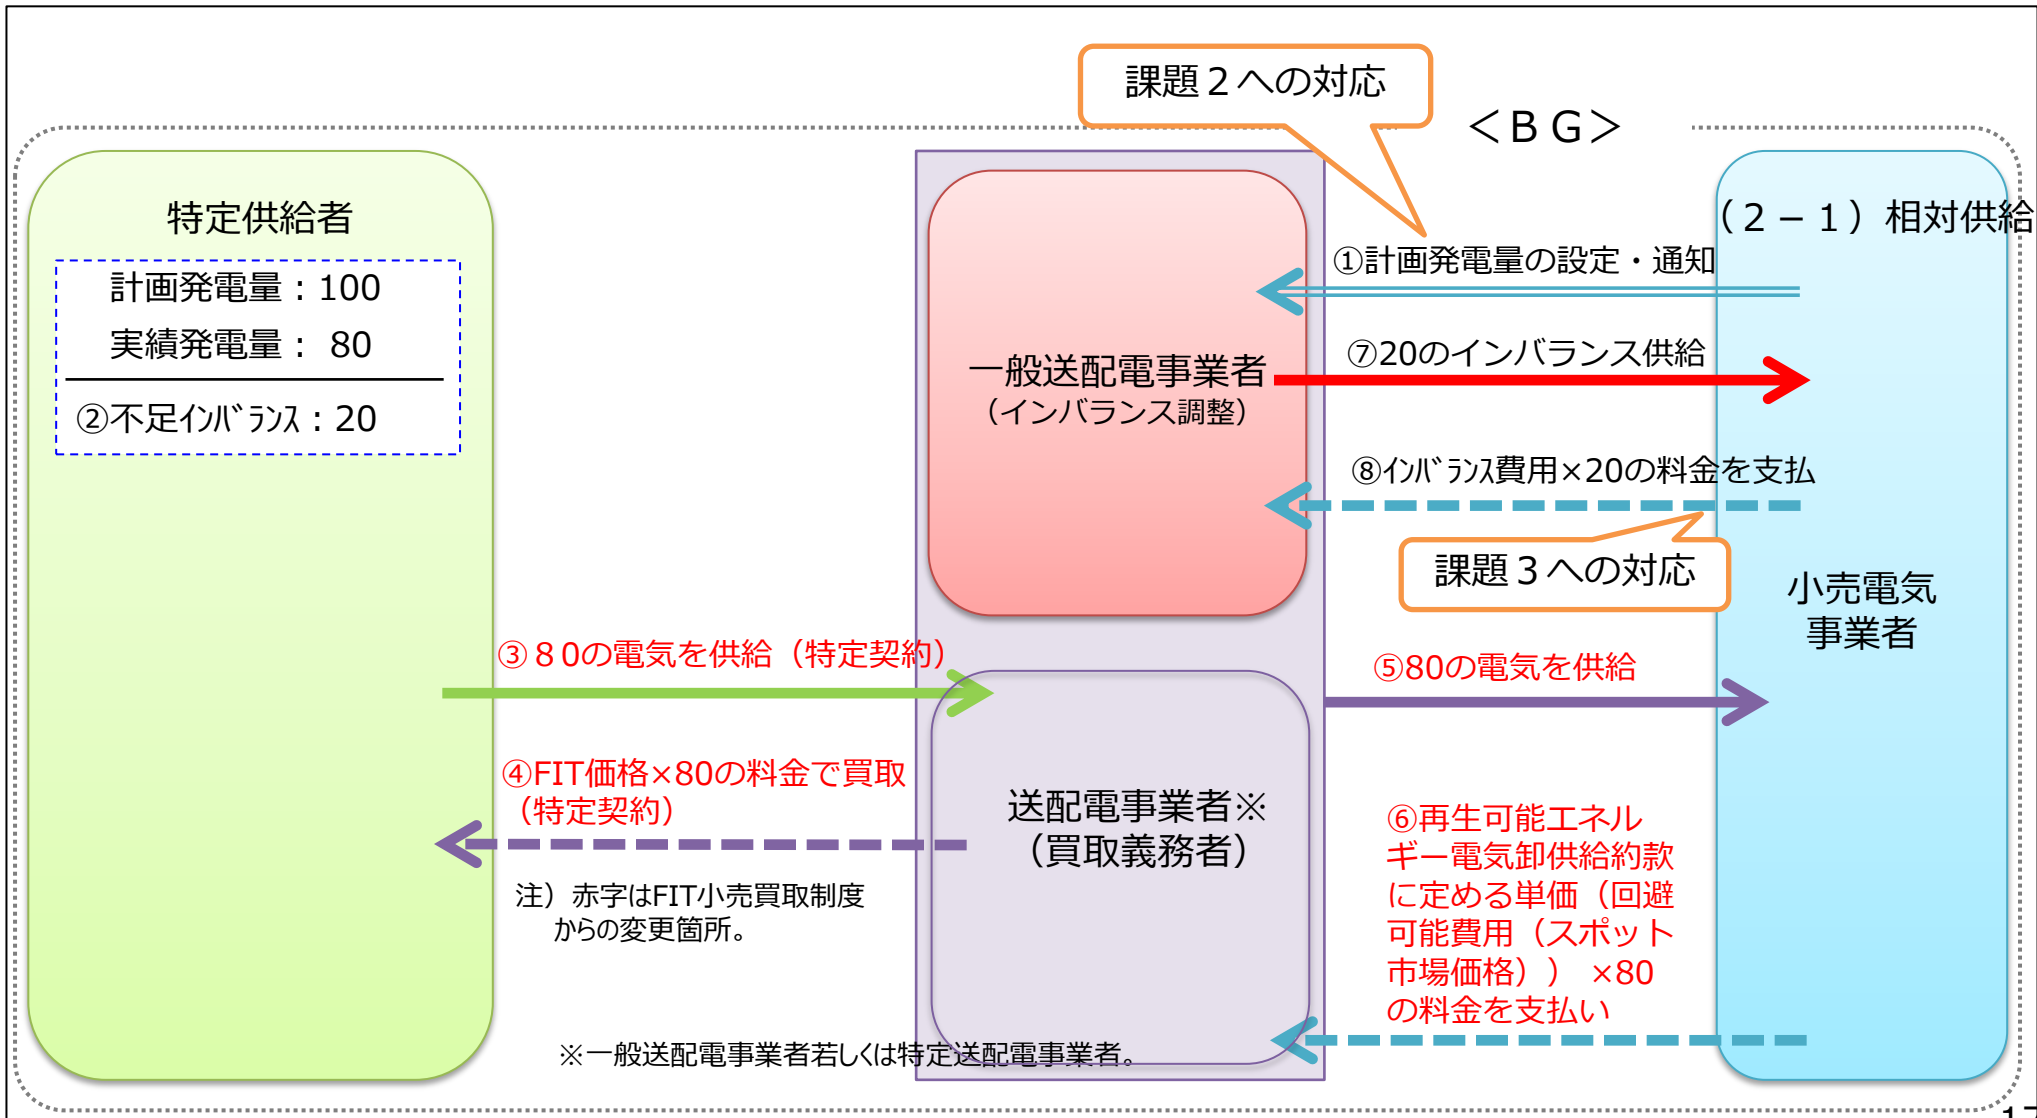 課題２への対応
＜ＢＧ＞
特定供給者
計画発電量：100
実績発電量： 80
②不足ｲﾝﾊﾞﾗﾝｽ：20
（２－１）相対供給
①計画発電量の設定・通知
⑦20のインバランス供給
一般送配電事業者
（インバランス調整）
⑧ｲﾝﾊﾞﾗﾝｽ費用×20の料金を支払
課題３への対応
小売電気
事業者
③８0の電気を供給（特定契約）
⑤80の電気を供給
④FIT価格×80の料金で買取
（特定契約）
送配電事業者※
（買取義務者）
⑥再生可能エネル
ギー電気卸供給約款
に定める単価（回避
可能費用（スポット
市場価格）） ×80
の料金を支払い
注）赤字はFIT小売買取制度
からの変更箇所。
※一般送配電事業者若しくは特定送配電事業者。